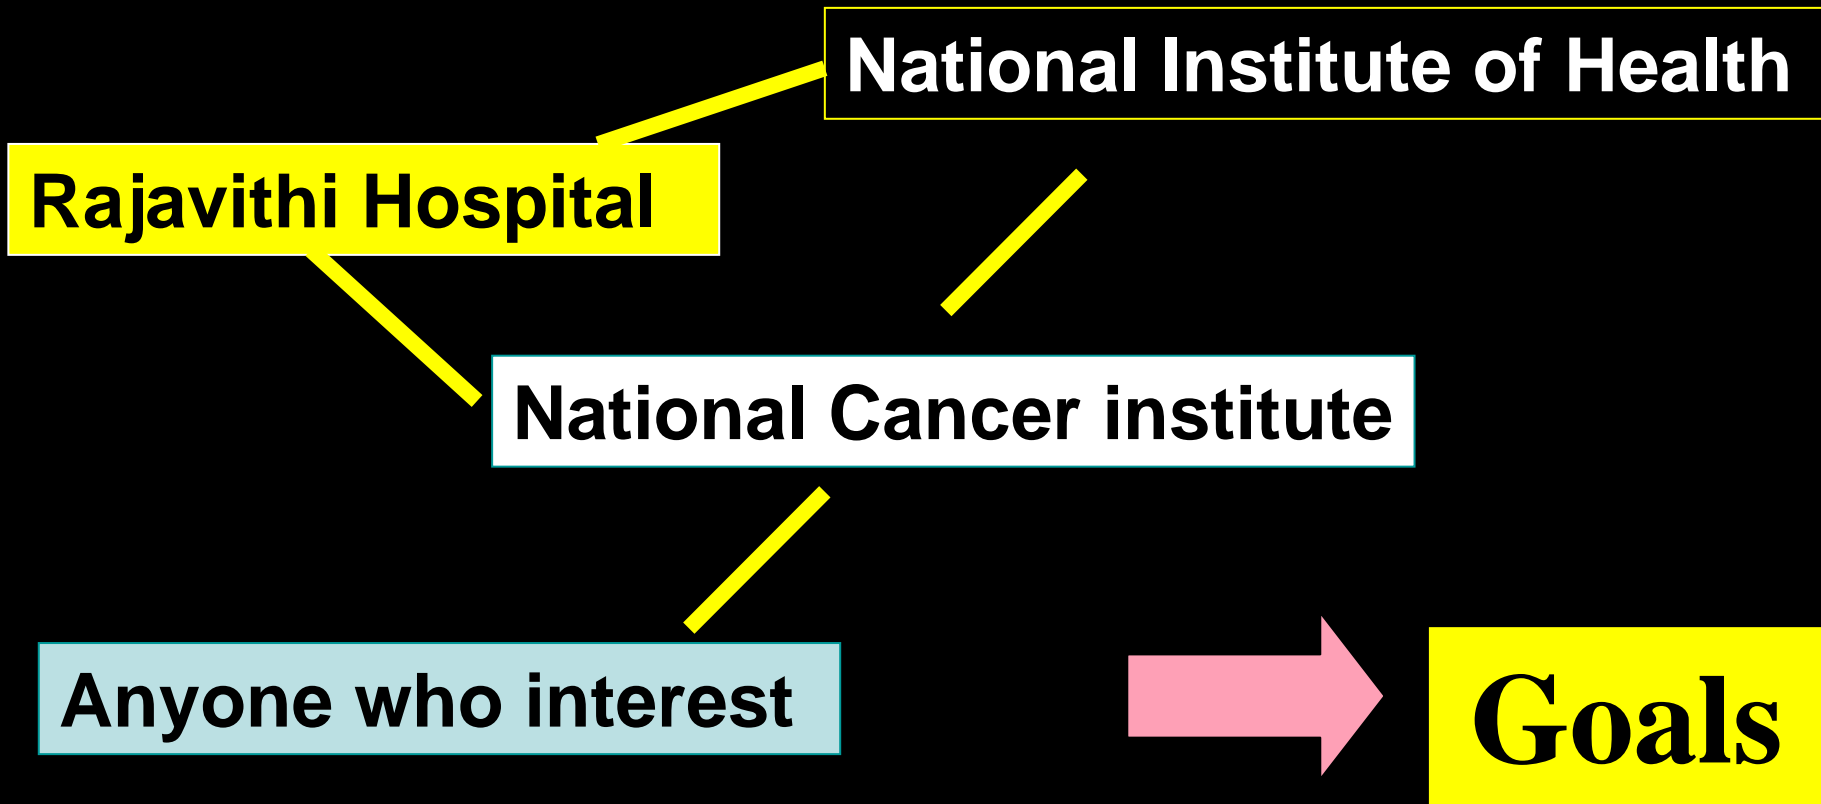 National Institute of Health
Rajavithi Hospital
National Cancer institute
Anyone who interest
Goals